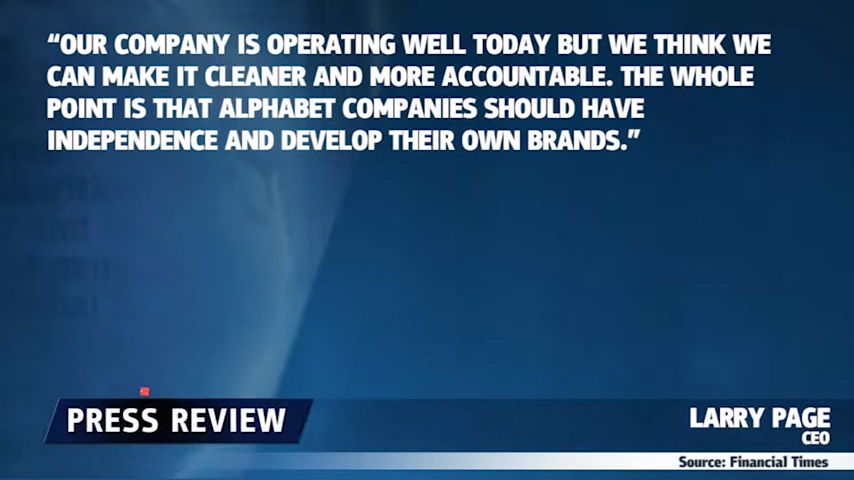 “OUR COMPANY IS OPERATING WELL TODAY BUT WE THINK WE
CAN MAKE IT CLEANER AND MORE ACCOUNTABLE. THE WHOLE
POINT IS THAT ALPHABET COMPANIES SHOULD HAVE
INDEPENDENCE AND DEVELOP THEIR OWN BRANDS.”
PRESS REVIEW
LARRY PAGE
CEO
Source: Financial Times